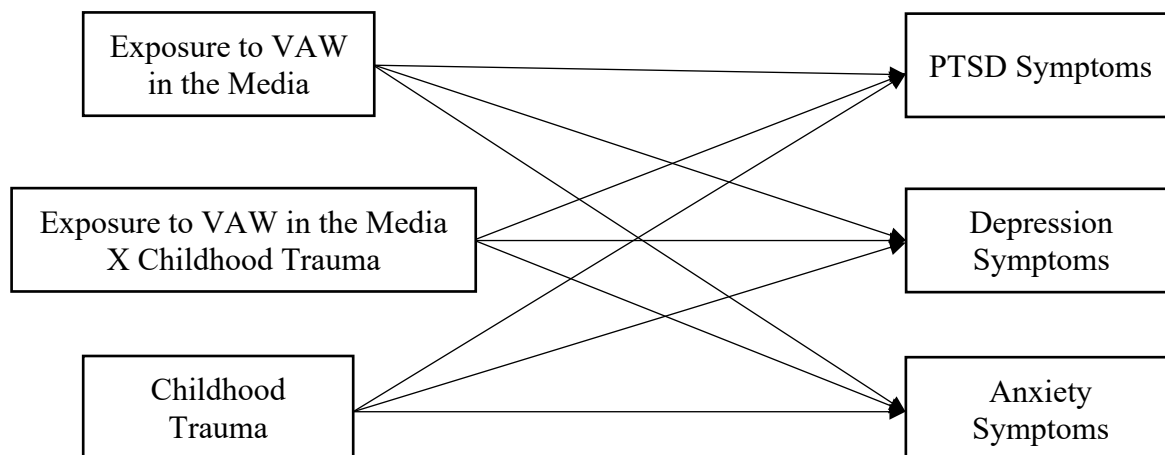 Exposure to VAW
in the Media
PTSD Symptoms
Exposure to VAW in the Media
X Childhood Trauma
Depression
Symptoms
Childhood
Trauma
Anxiety
Symptoms